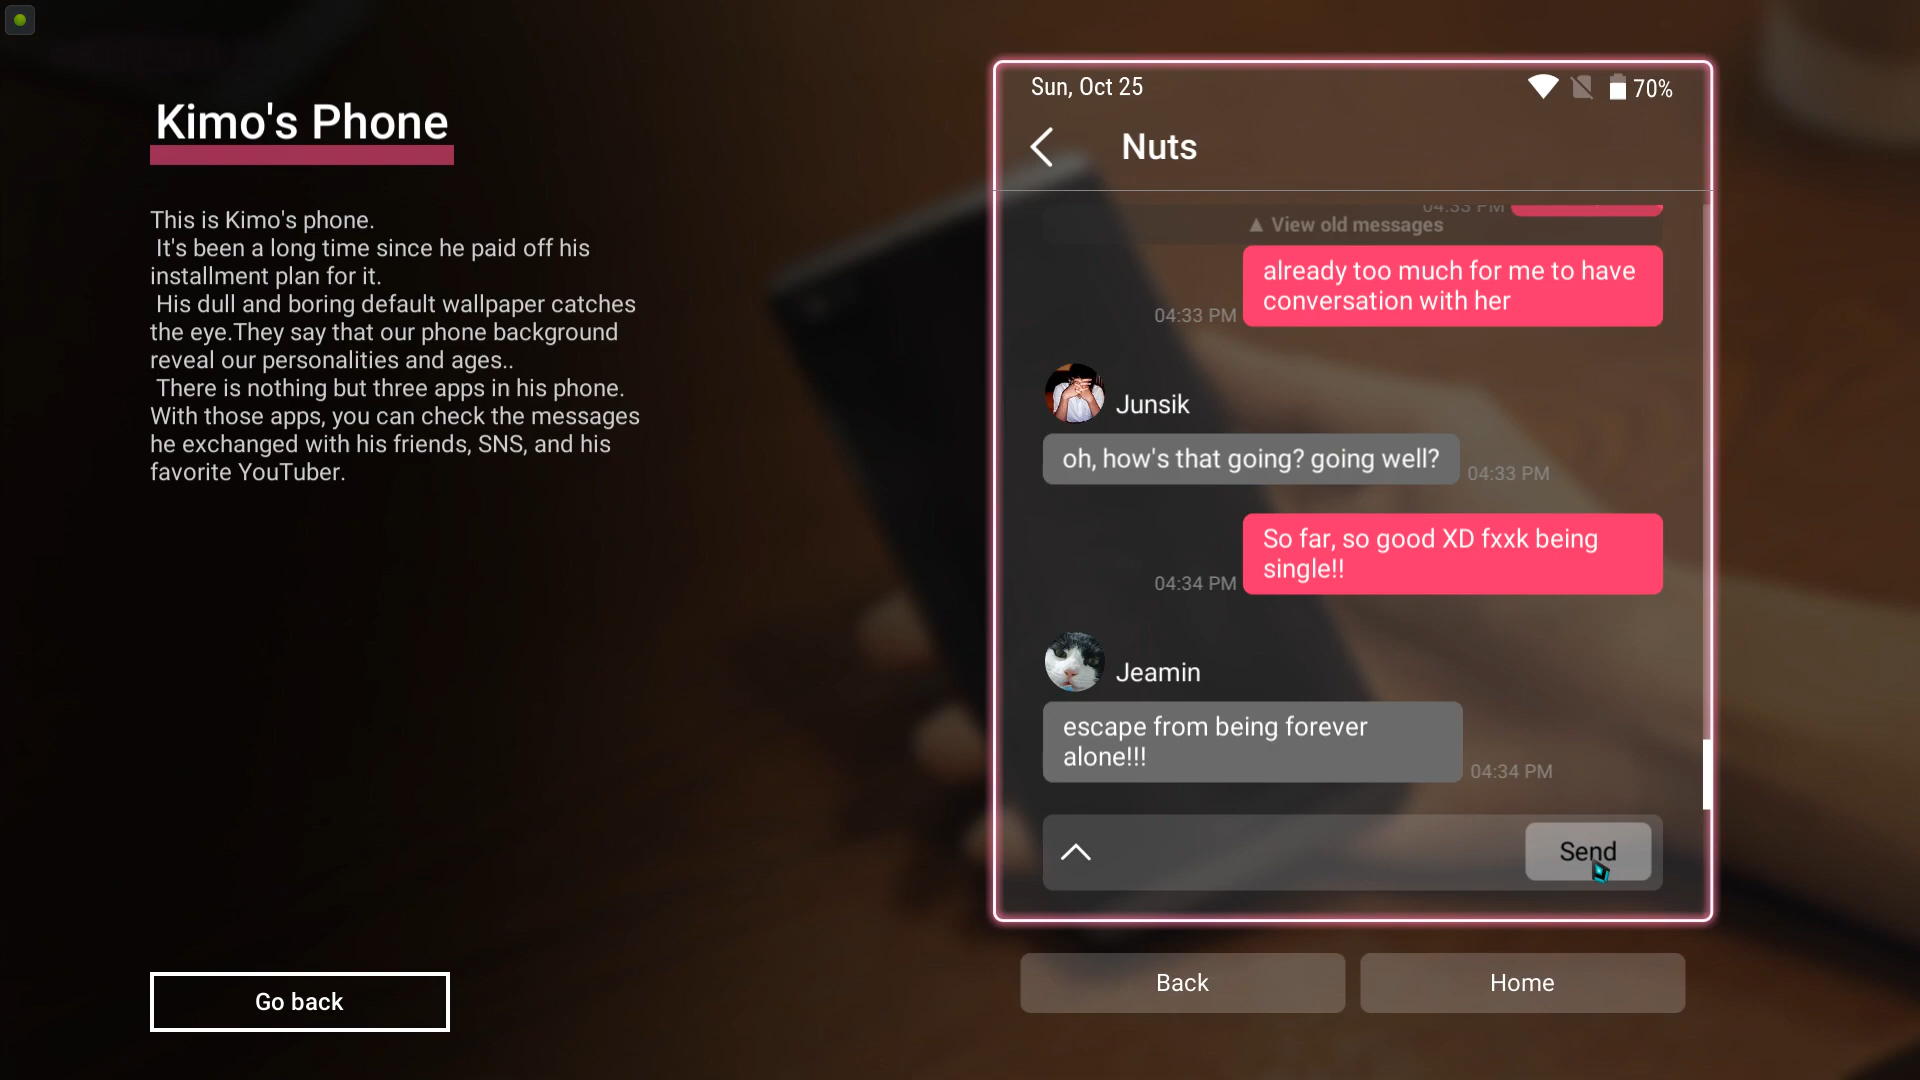 Kimo's Phone
This is Kimo's phone.
It's been a long time since he paid off his
installment plan for it.
His dull and boring default wallpaper catches
the eye.They say that our phone background
reveal our personalities and ages..
There is nothing but three apps in his phone.
With those apps, you can check the messages
he exchanged with his friends, SNS, and his
favorite YouTuber.
Go back
Sun, Oct 25
70%
Nuts
04:33 PM
▲ View old messages
already too much for me to have
conversation with her
04:33 PM
Junsik
oh, how's that going? going well?
04:33 PM
So far, so good XD fxxk being
single!!
04:34 PM
Jeamin
escape from being forever
alone!!!
04:34 PM
Send
Back
Home